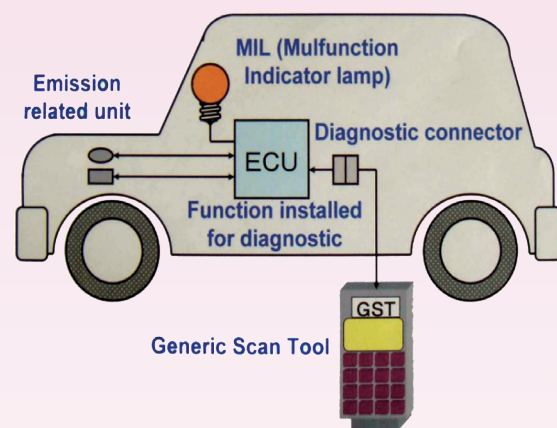 MIL (Mulfunction
Indicator lamp)
Emission
related unit
Diagnostic connector
ECU
Function installed
for diagnostic
GST
Generic Scan Tool